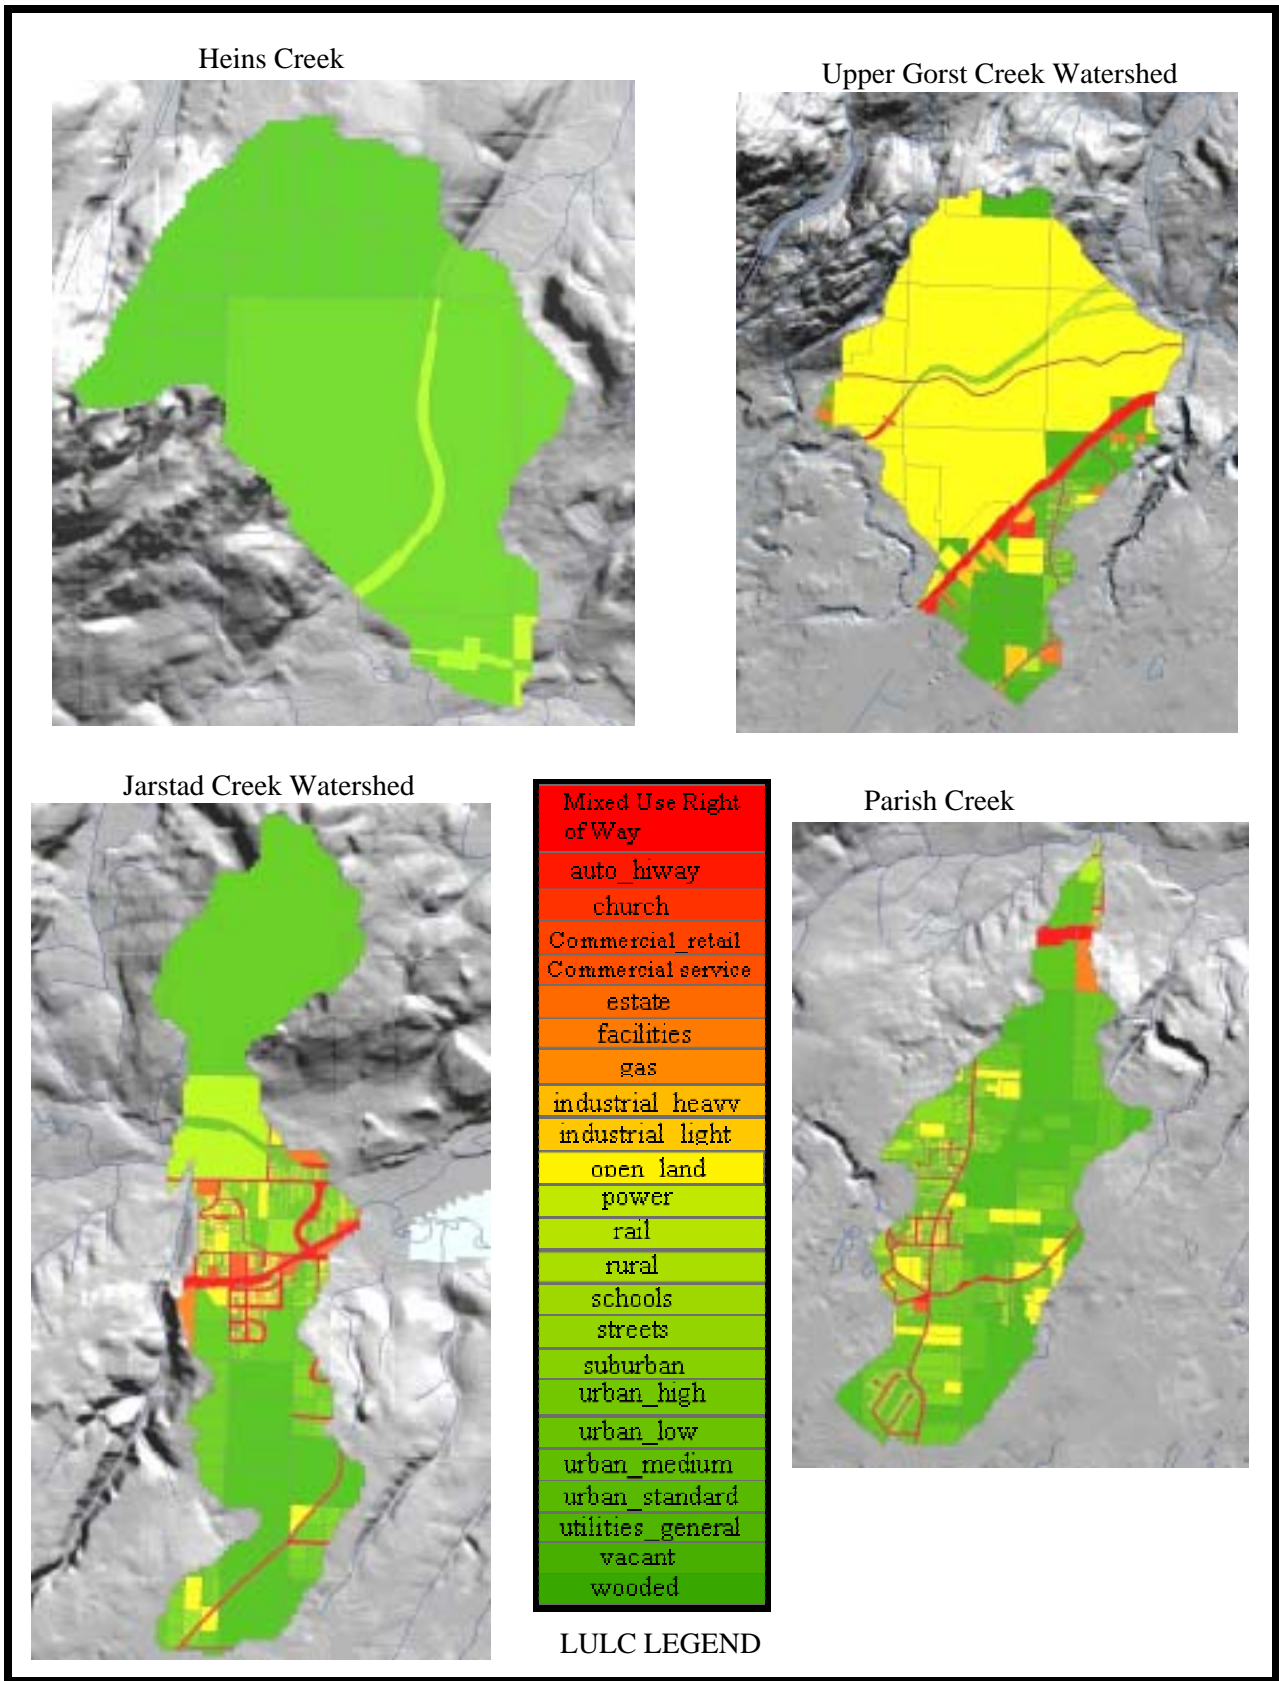 Heins Creek
Upper Gorst Creek Watershed
Jarstad Creek Watershed
Parish Creek
Mixed Use Right
of Way
auto_hiway
church
Commercial_retail
Commercial service
estate
facilities
gas
industrial_heavy
industrial_light
open_land
power
rail
rural
schools
streets
suburban
urban_high
urban_low
urban_medium
urban_standard
utilities_general
vacant
wooded
LULC LEGEND